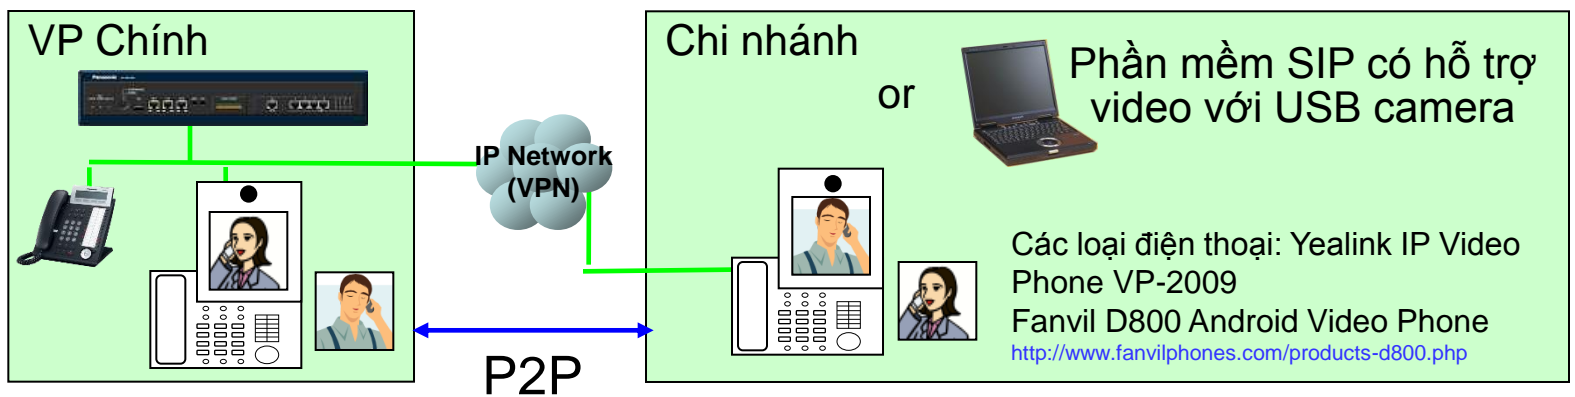 VP Chính
Panasonic
IP Network
(VPN)
P2P
Chi nhánh
or
Phần mềm SIP có hỗ trợ
video với USB camera
Các loại điện thoại: Yealink IP Video
Phone VP-2009
Fanvil D800 Android Video Phone
http://www.fanvilphones.com/products-d800.php